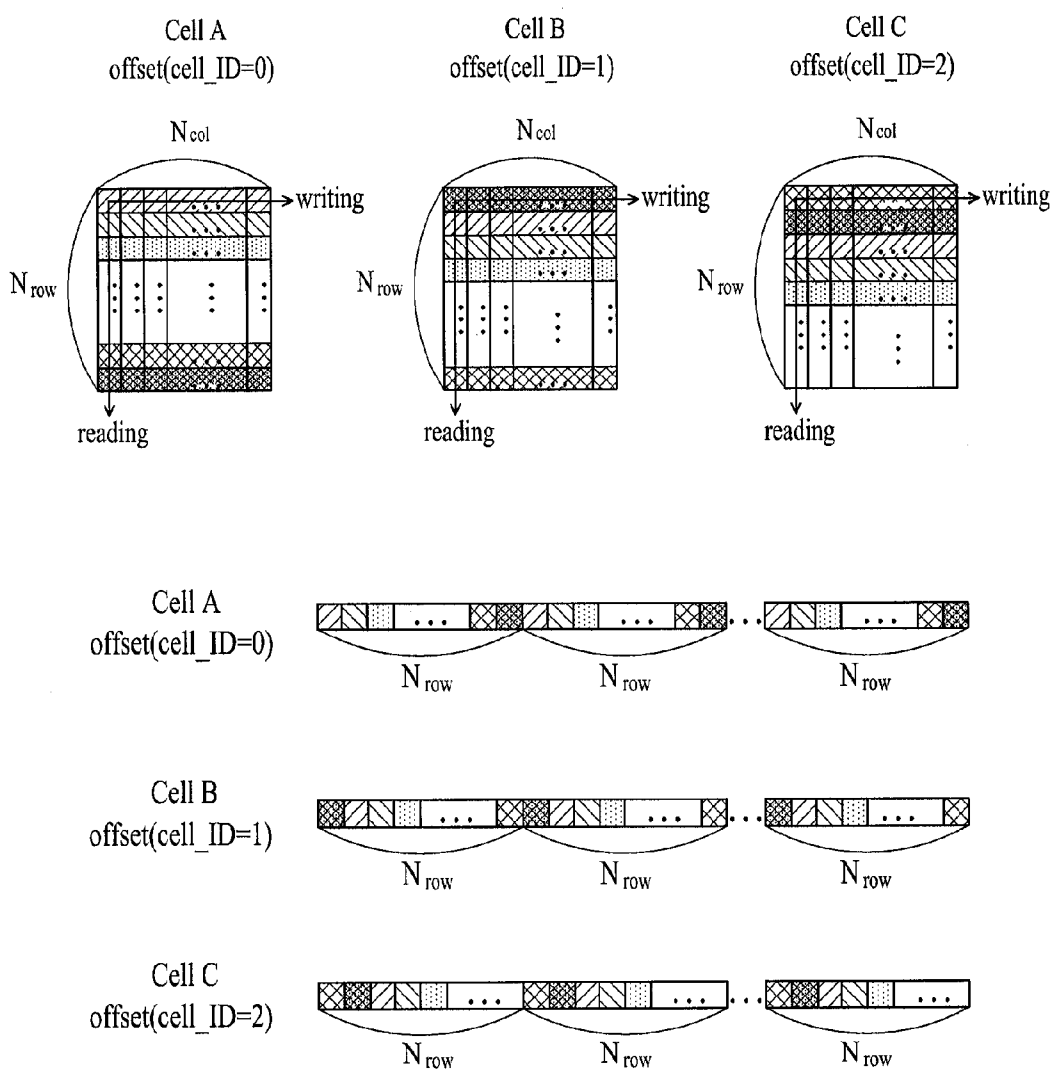 Cell A
offset(cell_ID=0)
Cell B
offset(cell_ID=1)
Cell C
offset(cell_ID=2)
Ncol
Ncol
Ncol
writing
writing
writing
Nrow
Nrow
Nrow
reading
reading
reading
Cell A
offset(cell_ID=0)
Nrow
Nrow
Nrow
Cell B
offset(cell_ID=1)
Nrow
Nrow
Nrow
Cell C
offset(cell_ID=2)
Nrow
Nrow
Nrow